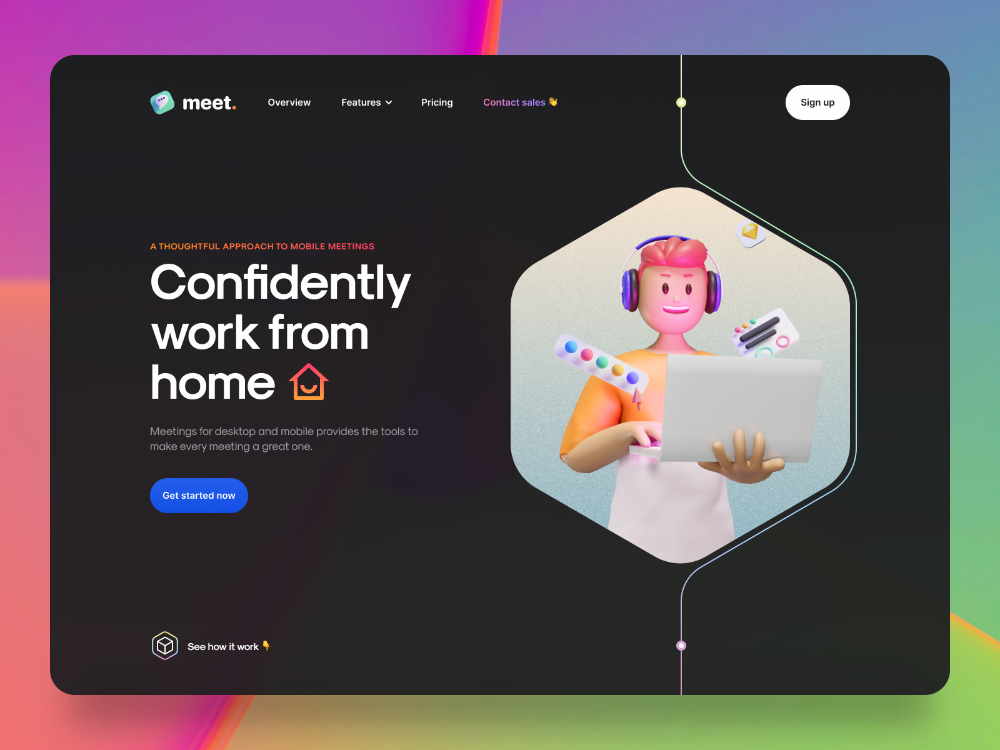 meet.
Overview
Features
Pricing
Contact sales 👋
Sign up
A THOUGHTFUL APPROACH TO MOBILE MEETINGS
Confidently
work from
home
Meetings for desktop and mobile provides the tools to
make every meeting a great one.
Get started now
See how it work 👇